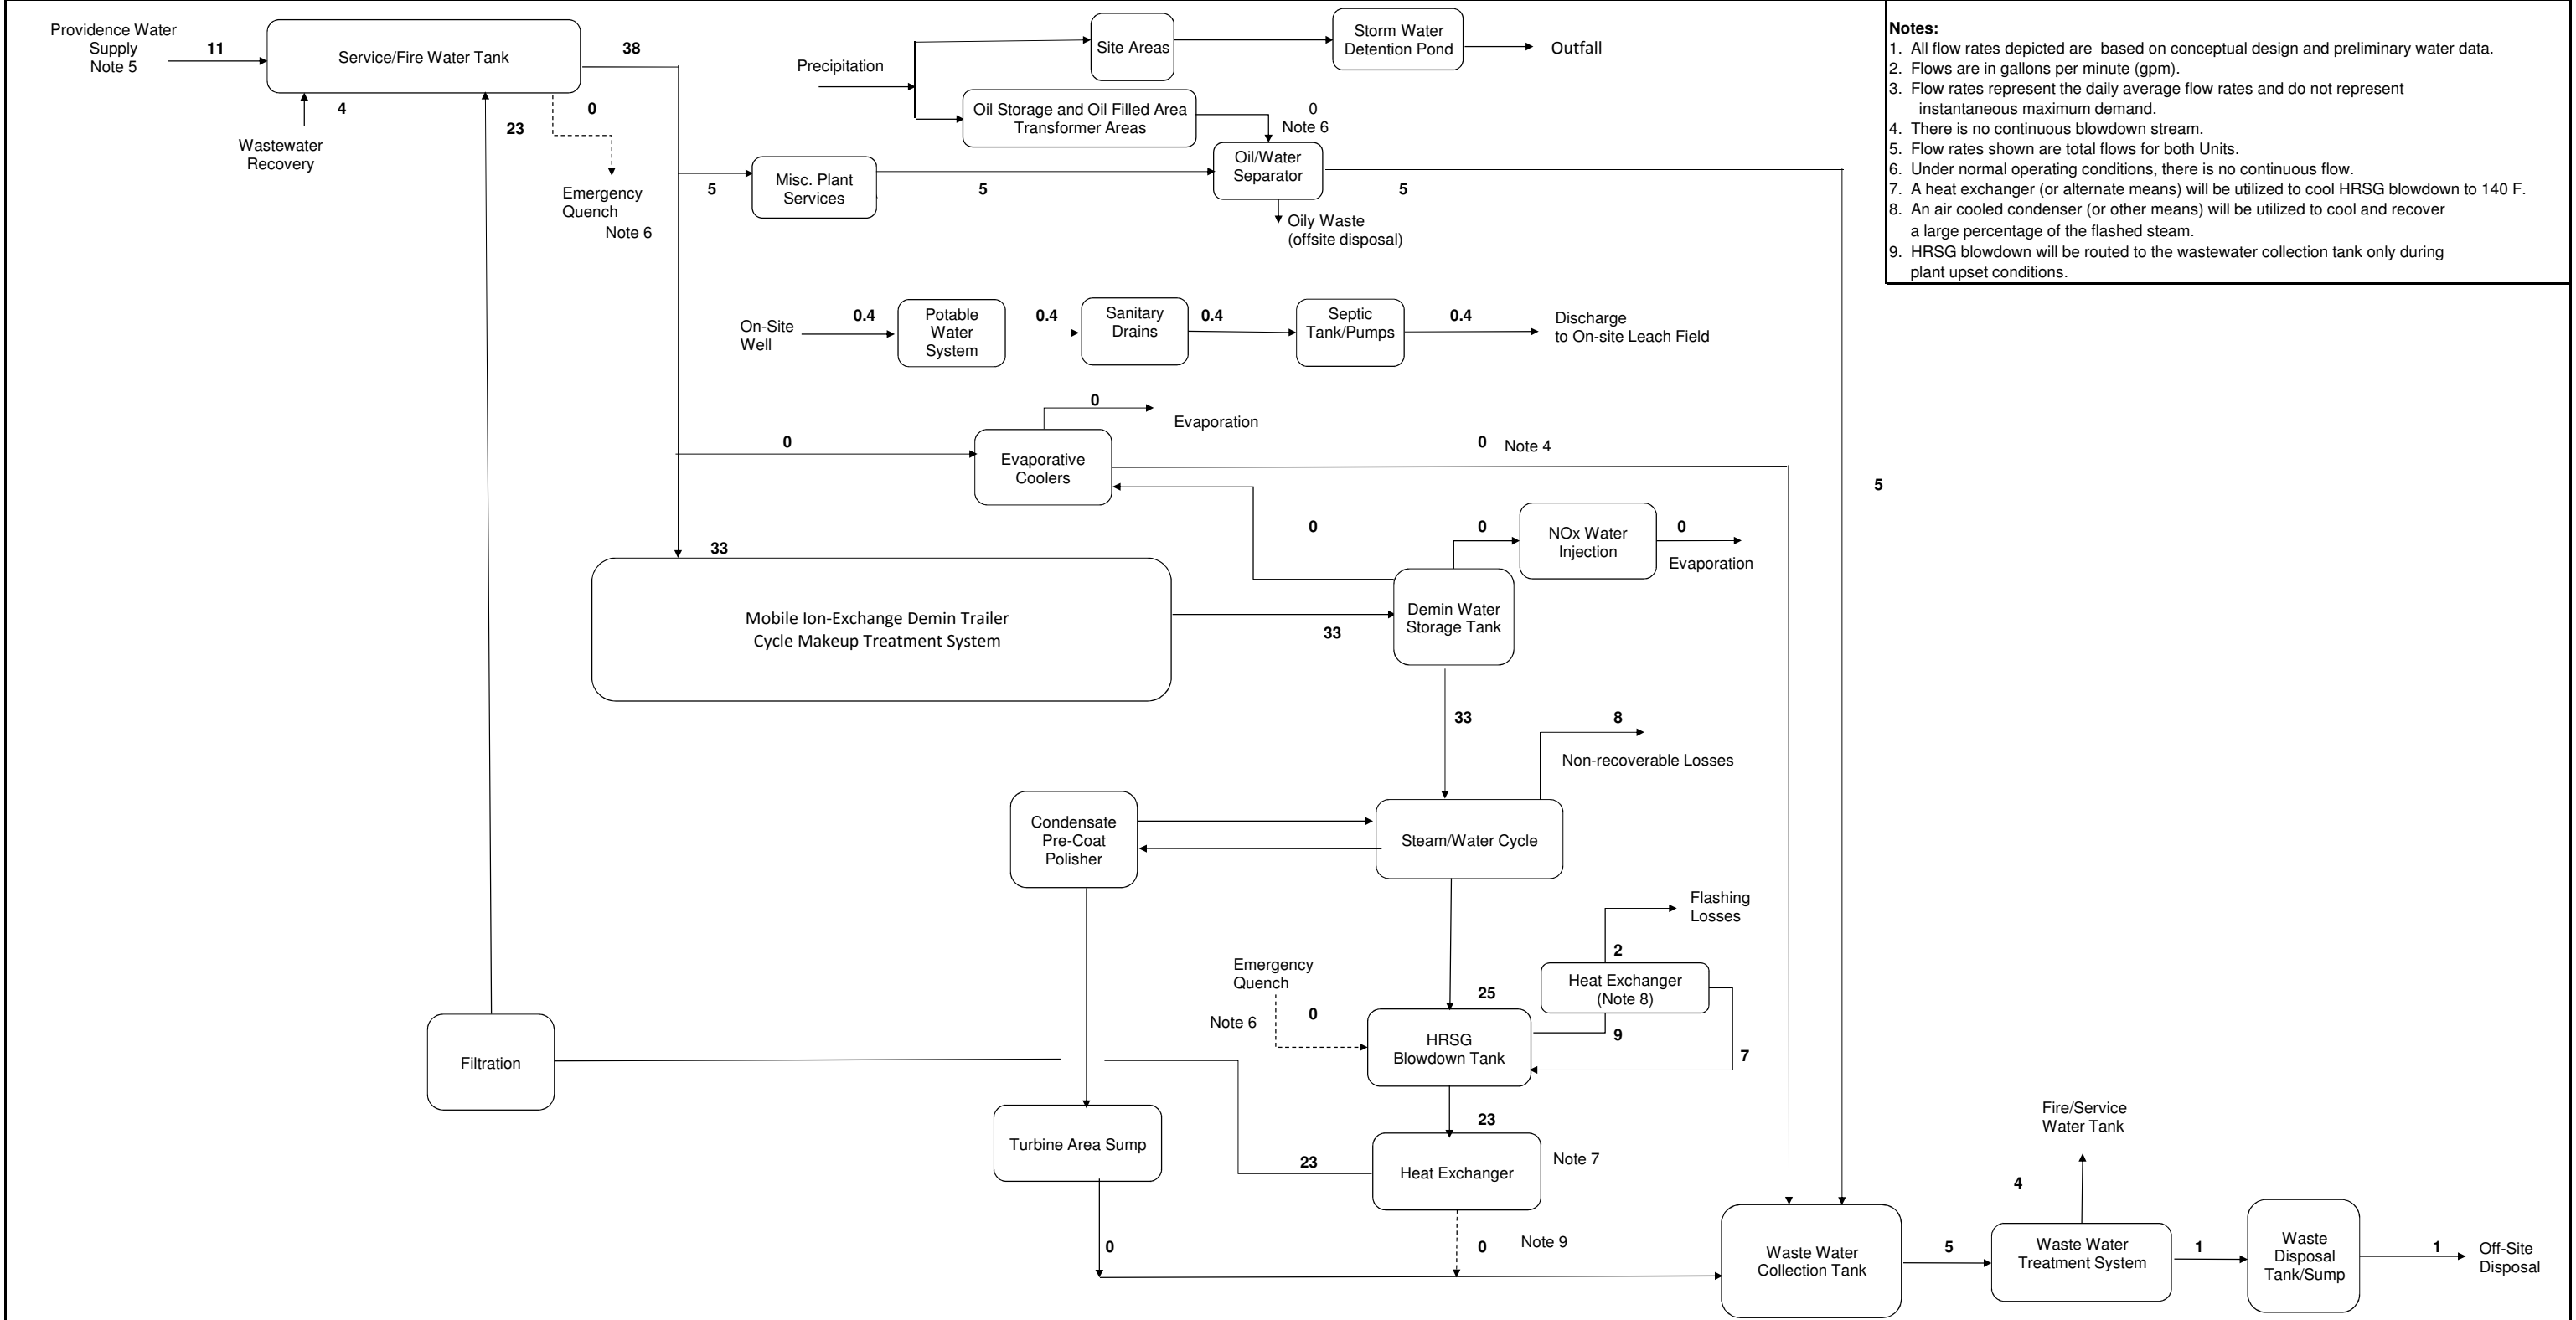 Providence Water
Supply
Note 5
11
Service/Fire Water Tank
38
4
Wastewater
Recovery
23
0
Emergency
Quench
Note 6
Precipitation
Site Areas
Storm Water
Detention Pond
Outfall
Oil Storage and Oil Filled Area
Transformer Areas
0
Note 6
5
Misc. Plant
Services
5
Oil/Water
Separator
5
Oily Waste
(offsite disposal)
Notes:
1. All flow rates depicted are based on conceptual design and preliminary water data.
2. Flows are in gallons per minute (gpm).
3. Flow rates represent the daily average flow rates and do not represent
instantaneous maximum demand.
4. There is no continuous blowdown stream.
5. Flow rates shown are total flows for both Units.
6. Under normal operating conditions, there is no continuous flow.
7. A heat exchanger (or alternate means) will be utilized to cool HRSG blowdown to 140 F.
8. An air cooled condenser (or other means) will be utilized to cool and recover
a large percentage of the flashed steam.
9. HRSG blowdown will be routed to the wastewater collection tank only during
plant upset conditions.
On-Site
Well
0.4
Potable
Water
System
0.4
Sanitary
Drains
0.4
Septic
Tank/Pumps
0.4
Discharge
to On-site Leach Field
0
Evaporation
0
Evaporative
Coolers
0 Note 4
5
0
0
NOx Water
Injection
0
Evaporation
33
Mobile Ion-Exchange Demin Trailer
Cycle Makeup Treatment System
33
Demin Water
Storage Tank
33
8
Non-recoverable Losses
Condensate
Pre-Coat
Polisher
Steam/Water Cycle
Flashing
Losses
2
Heat Exchanger
(Note 8)
Emergency
Quench
25
Note 6
0
9
HRSG
Blowdown Tank
7
Filtration
23
Turbine Area Sump
23
Heat Exchanger
Note 7
0
0
Note 9
Waste Water
Collection Tank
5
Fire/Service
Water Tank
4
Waste Water
Treatment System
1
Waste
Disposal
Tank/Sump
1
Off-Site
Disposal